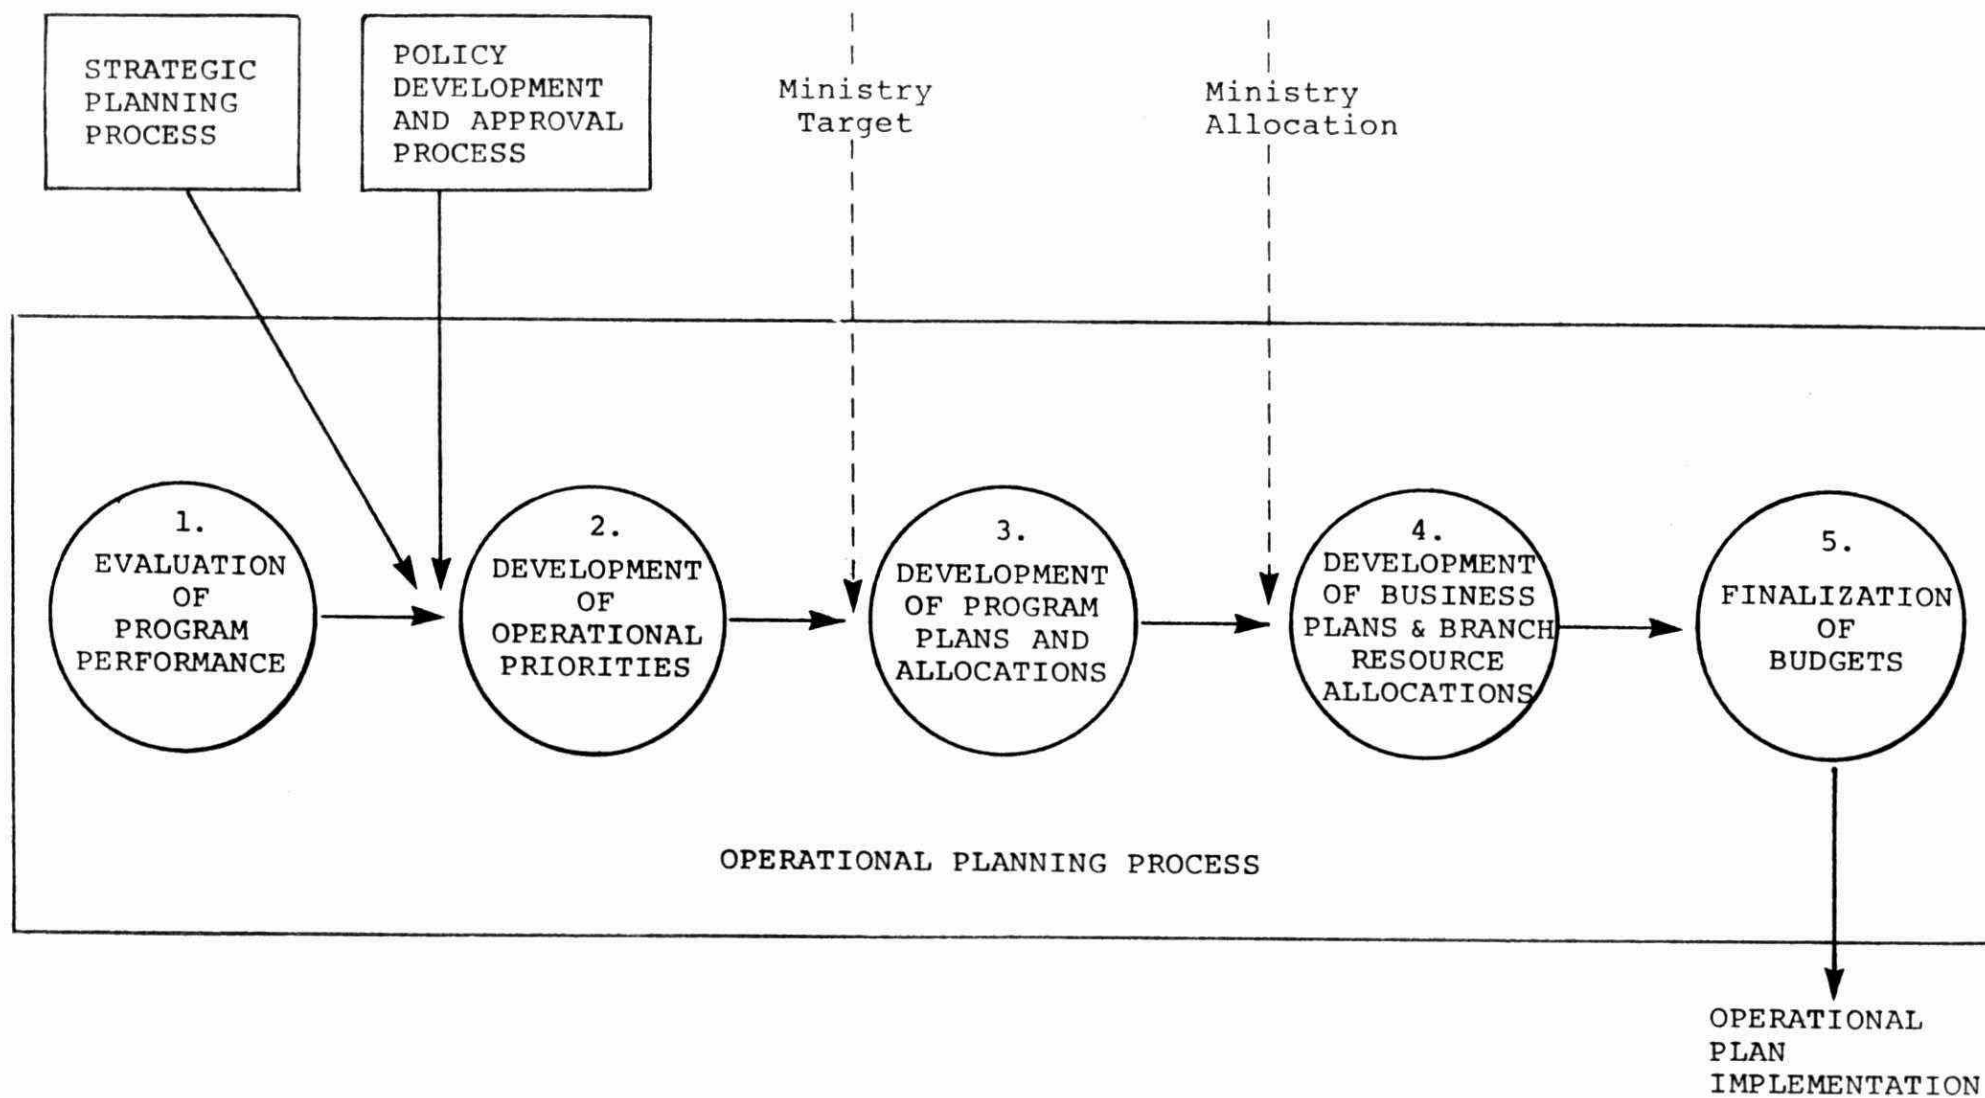 STRATEGIC
PLANNING
PROCESS
POLICY
DEVELOPMENT
AND APPROVAL
PROCESS
Ministry
Target
Ministry
Allocation
1.
EVALUATION
OF
PROGRAM
PERFORMANCE
2.
DEVELOPMENT
OF
OPERATIONAL
PRIORITIES
3.
DEVELOPMENT
OF PROGRAM
PLANS AND
ALLOCATIONS
4.
DEVELOPMENT
OF BUSINESS
PLANS & BRANCH
RESOURCE
ALLOCATIONS
5.
FINALIZATION
OF
BUDGETS
OPERATIONAL PLANNING PROCESS
OPERATIONAL
PLAN
IMPLEMENTATION